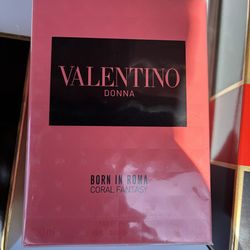 VALENTINO
DONNA
BORN IN ROMA
CORAL FANTASY